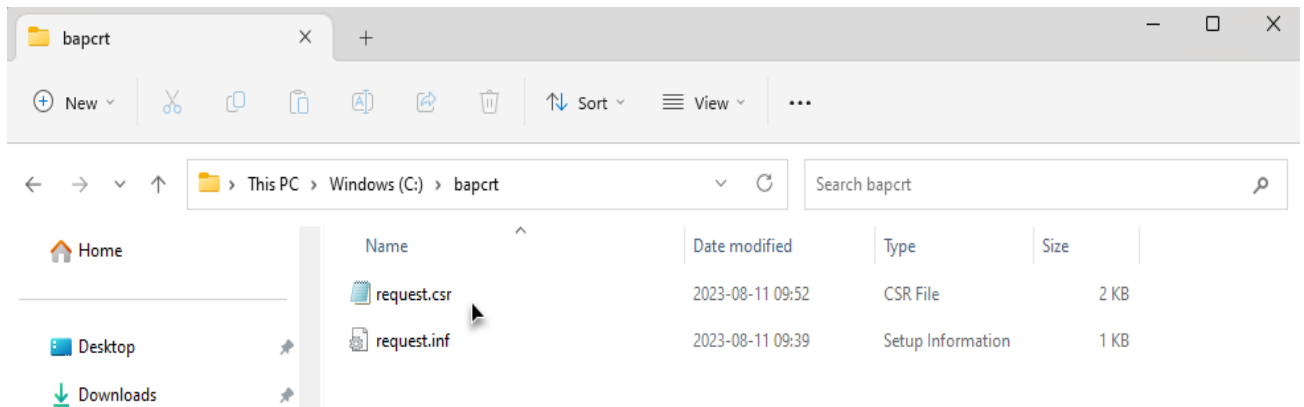 bapcrt
New Sort View
This PC Windows (C:) bapcrt Search bapcrt
Home Name Date modified Type Size
request.csr 2023-08-11 09:52 CSR File 2 KB
Desktop request.inf 2023-08-11 09:39 Setup Information 1 KB
Downloads